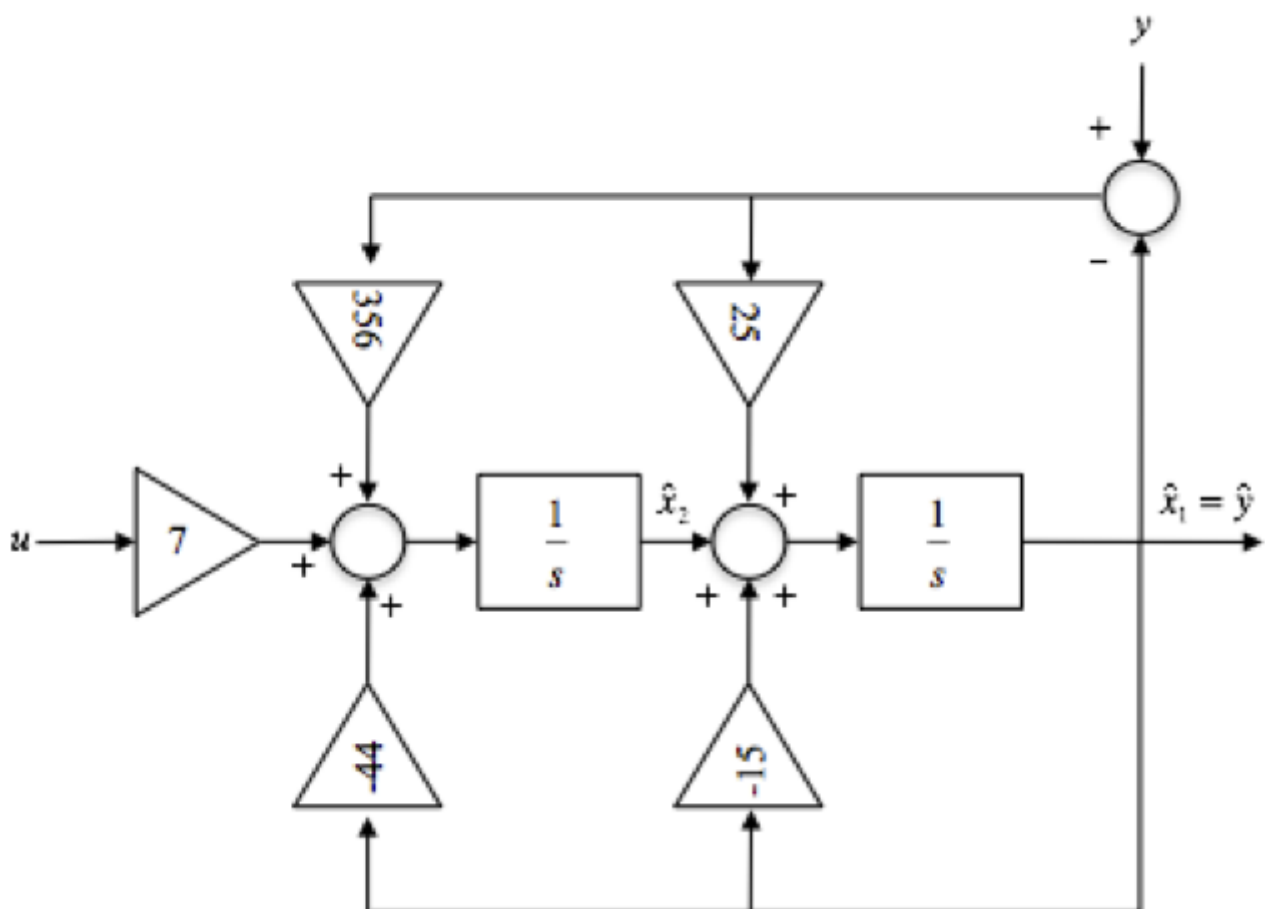 y
+
356
25
-
+
+
u
7
1
s
x̂₂
1
s
x̂₁ = ŷ
+
+
+
+
-44
-15